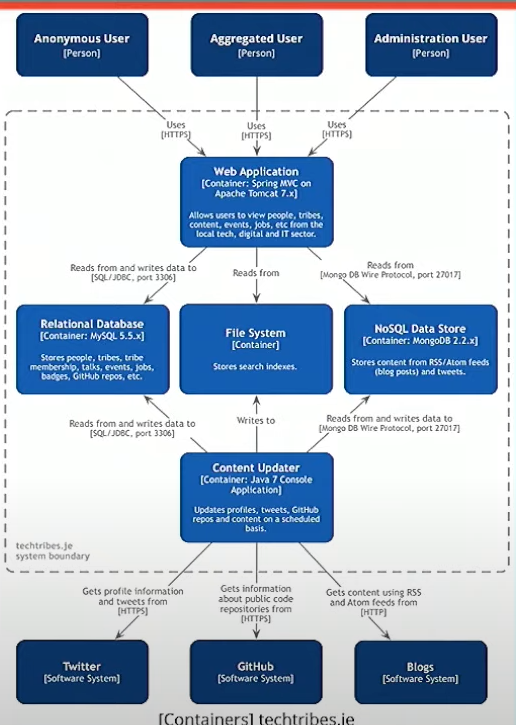 Anonymous User
[Person]
Aggregated User
[Person]
Administration User
[Person]
Uses
[HTTPS]
Uses
[HTTPS]
Uses
[HTTPS]
Web Application
[Container: Spring MVC on
Apache Tomcat 7.x]
Allows users to view people, tribes,
content, events, jobs, etc from the
local tech, digital and IT sector.
Reads from and writes data to
[SQL/JDBC, port 3306]
Reads from
Reads from
[Mongo DB Wire Protocol, port 27017]
Relational Database
[Container: MySQL 5.5.x]
Stores people, tribes, tribe
membership, talks, events, jobs,
badges, GitHub repos, etc.
File System
[Container]
Stores search indexes.
NoSQL Data Store
[Container: MongoDB 2.2.x]
Stores content from RSS/Atom feeds
(blog posts) and tweets.
Reads from and writes data to
[SQL/JDBC, port 3306]
Writes to
Reads from and writes data to
[Mongo DB Wire Protocol, port 27017]
Content Updater
[Container: Java 7 Console
Application]
Updates profiles, tweets, GitHub
repos and content on a scheduled
basis.
techtribes.je
system boundary
Gets profile information
and tweets from
[HTTPS]
Gets information
about public code
repositories from
[HTTPS]
Gets content using RSS
and Atom feeds from
[HTTP]
Twitter
[Software System]
GitHub
[Software System]
Blogs
[Software System]
[Containers] techtribes.je